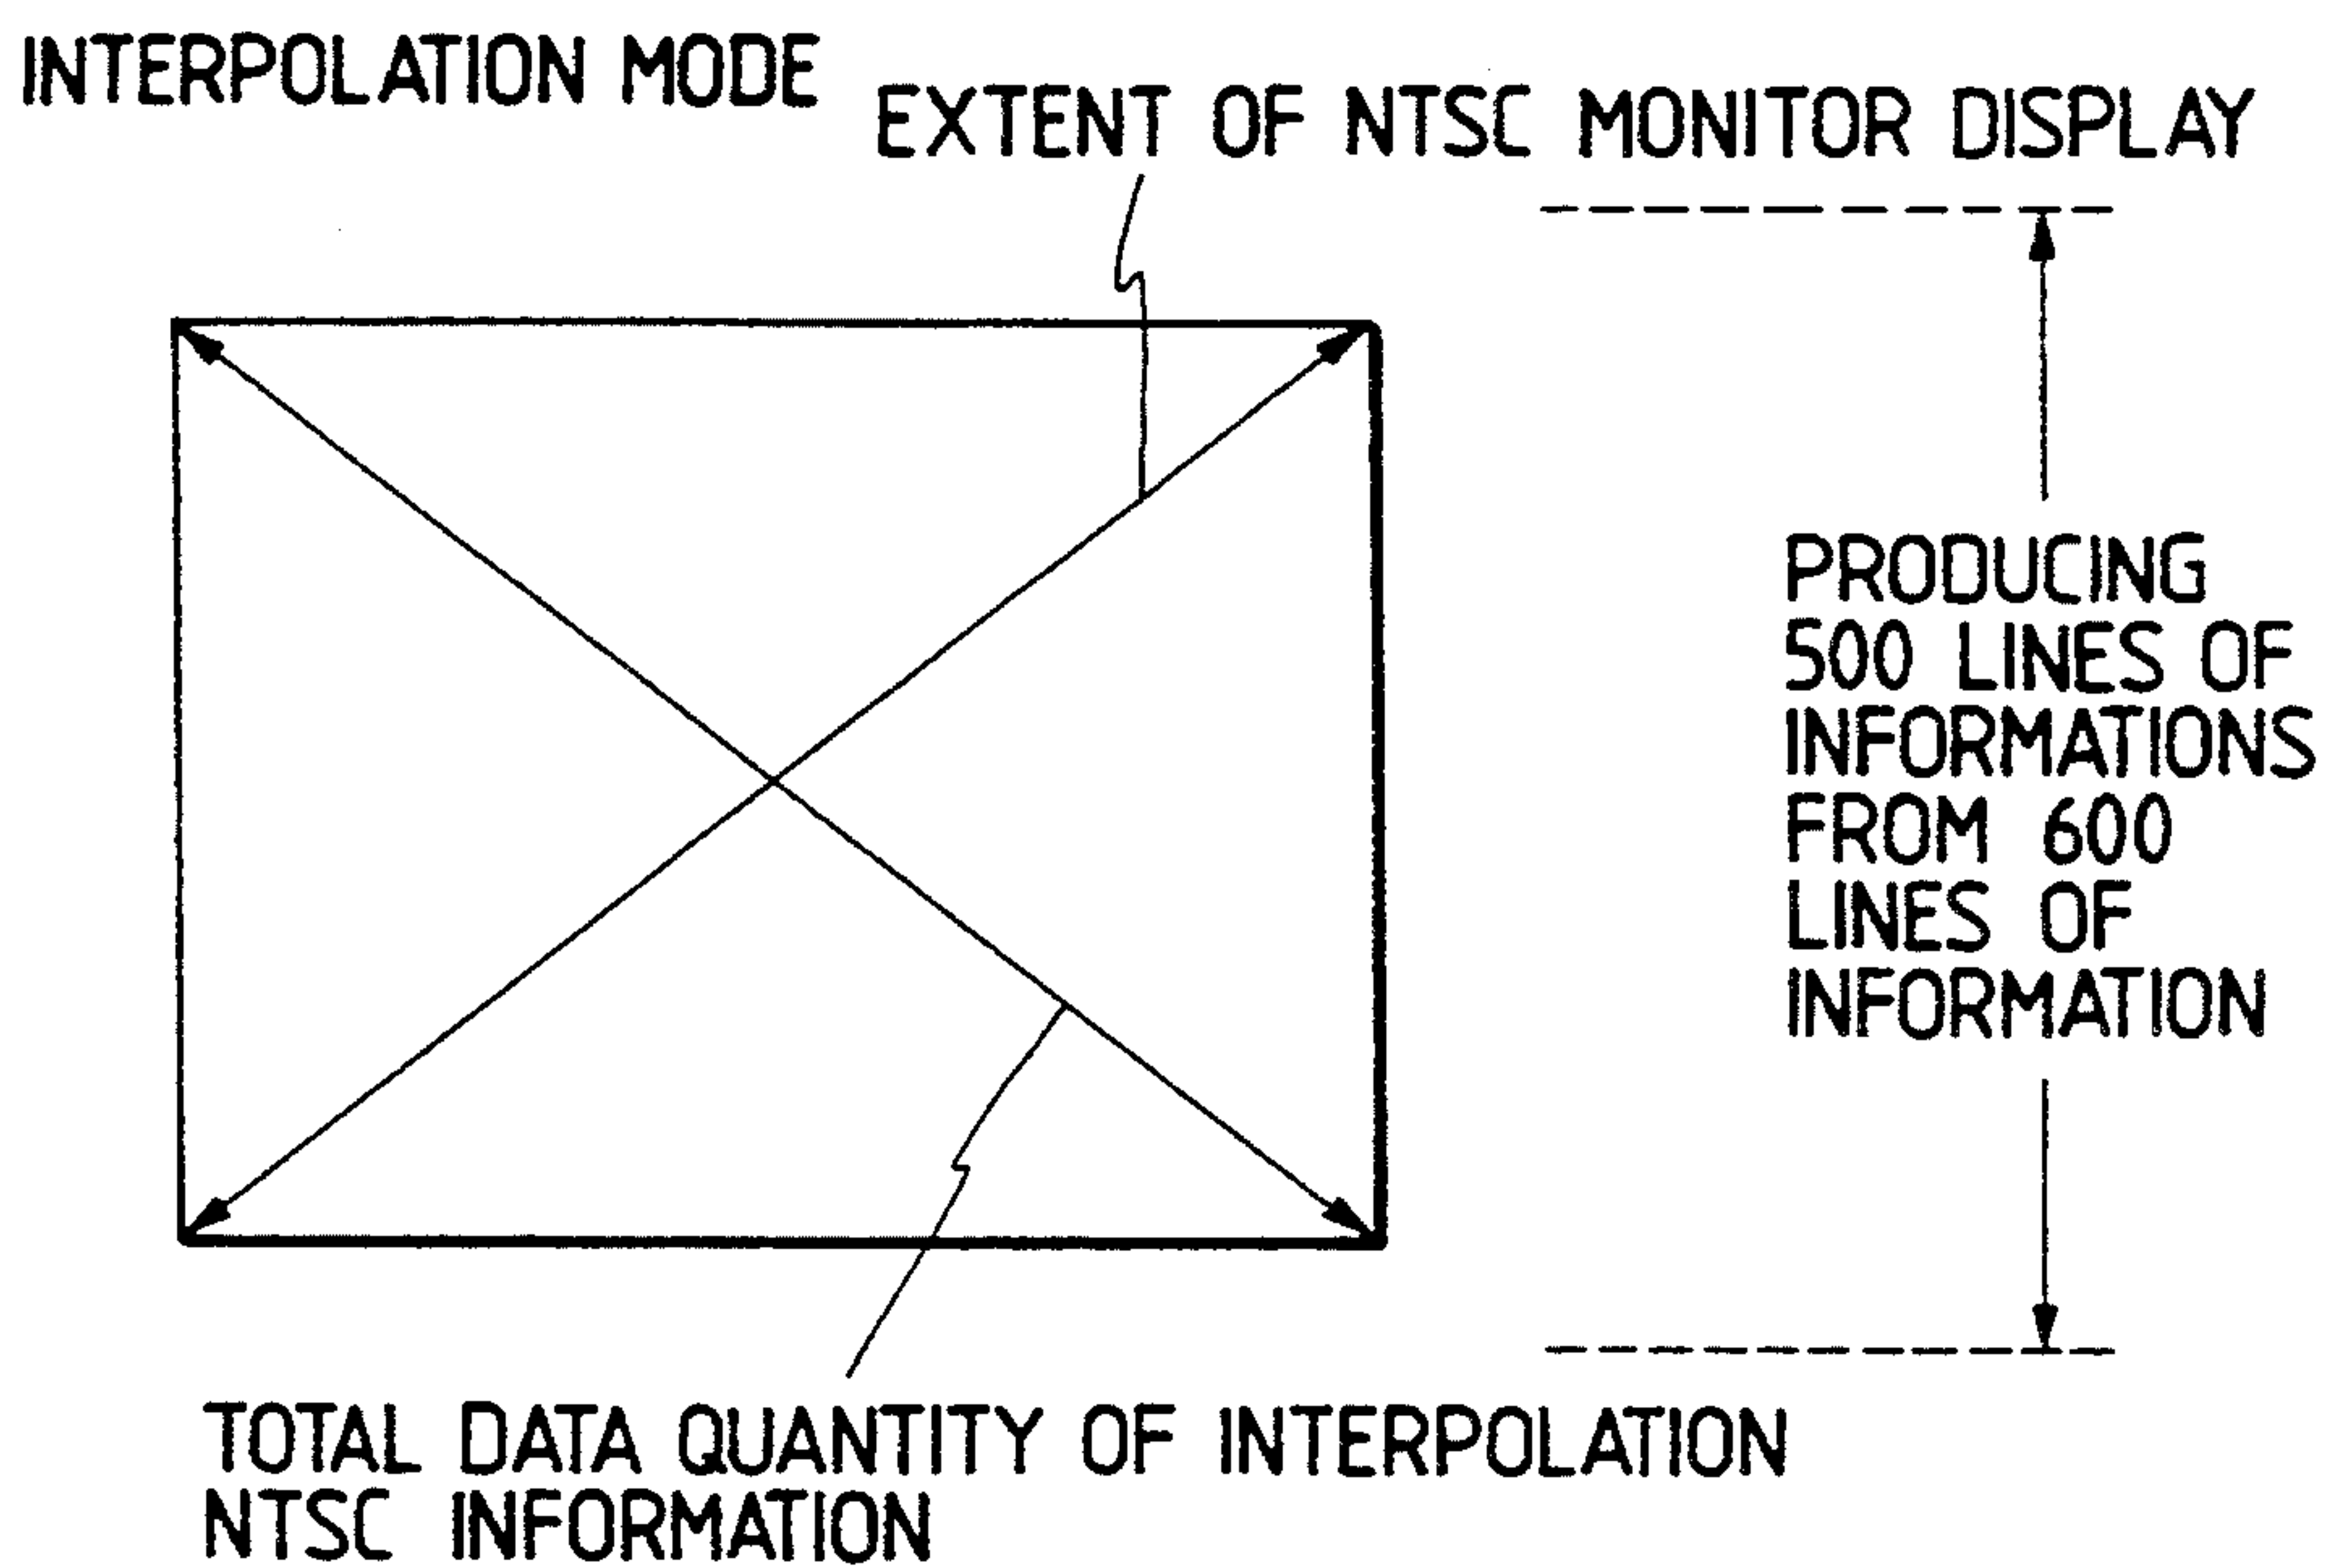 INTERPOLATION MODE
EXTENT OF NTSC MONITOR DISPLAY
PRODUCING
500 LINES OF
INFORMATIONS
FROM 600
LINES OF
INFORMATION
TOTAL DATA QUANTITY OF INTERPOLATION
NTSC INFORMATION